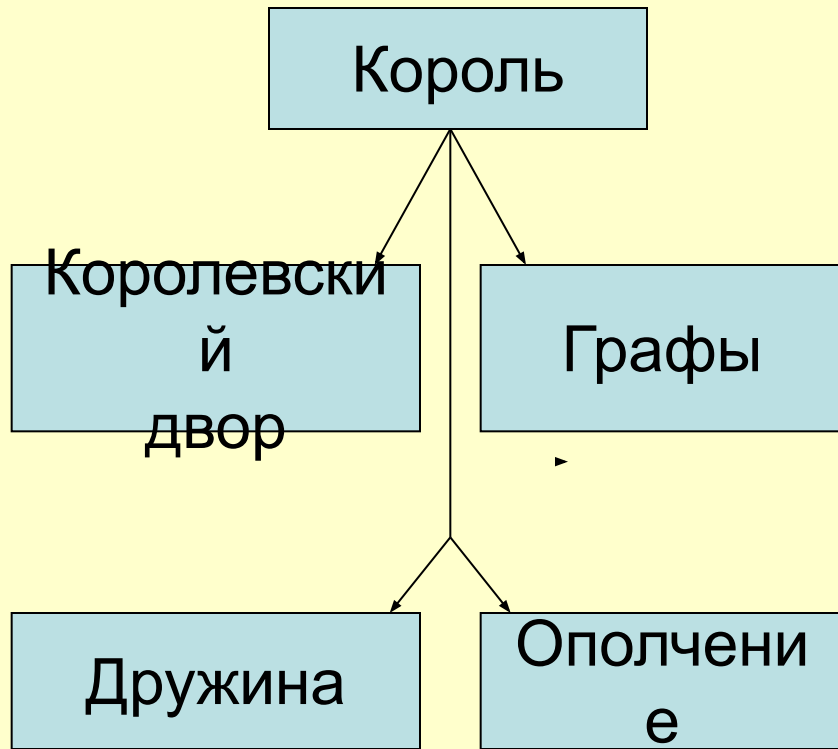 Король
Королевски
й
двор
Графы
Дружина
Ополчени
е